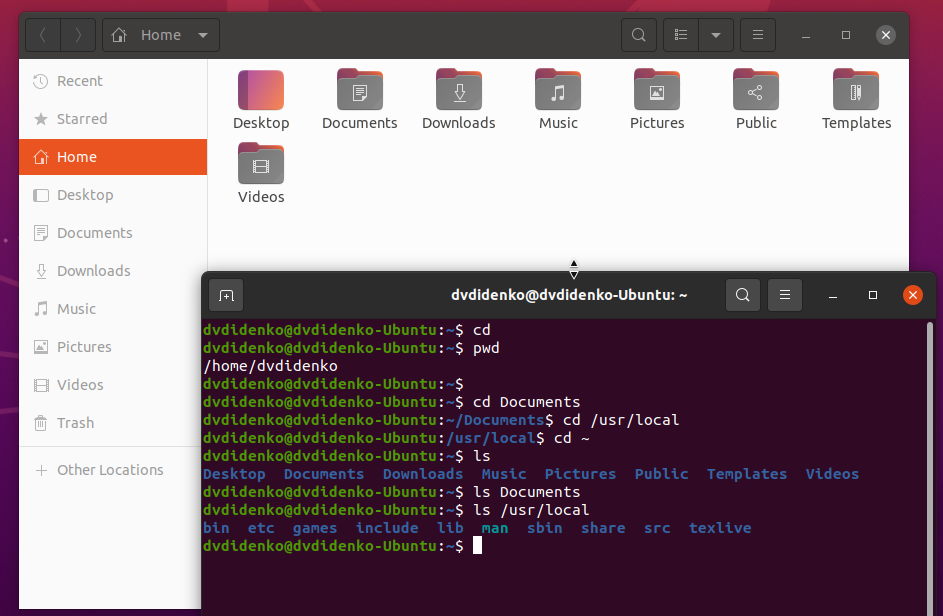 Home
Recent
Starred
Home
Desktop
Documents
Downloads
Music
Pictures
Videos
Trash
Other Locations
Desktop Documents Downloads Music Pictures Public Templates
Videos
dvdidenko@dvdidenko-Ubuntu: ~
dvdidenko@dvdidenko-Ubuntu:~$ cd
dvdidenko@dvdidenko-Ubuntu:~$ pwd
/home/dvdidenko
dvdidenko@dvdidenko-Ubuntu:~$
dvdidenko@dvdidenko-Ubuntu:~$ cd Documents
dvdidenko@dvdidenko-Ubuntu:~/Documents$ cd /usr/local
dvdidenko@dvdidenko-Ubuntu:/usr/local$ cd ~
dvdidenko@dvdidenko-Ubuntu:~$ ls
Desktop Documents Downloads Music Pictures Public Templates Videos
dvdidenko@dvdidenko-Ubuntu:~$ ls Documents
dvdidenko@dvdidenko-Ubuntu:~$ ls /usr/local
bin etc games include lib man sbin share src texlive
dvdidenko@dvdidenko-Ubuntu:~$